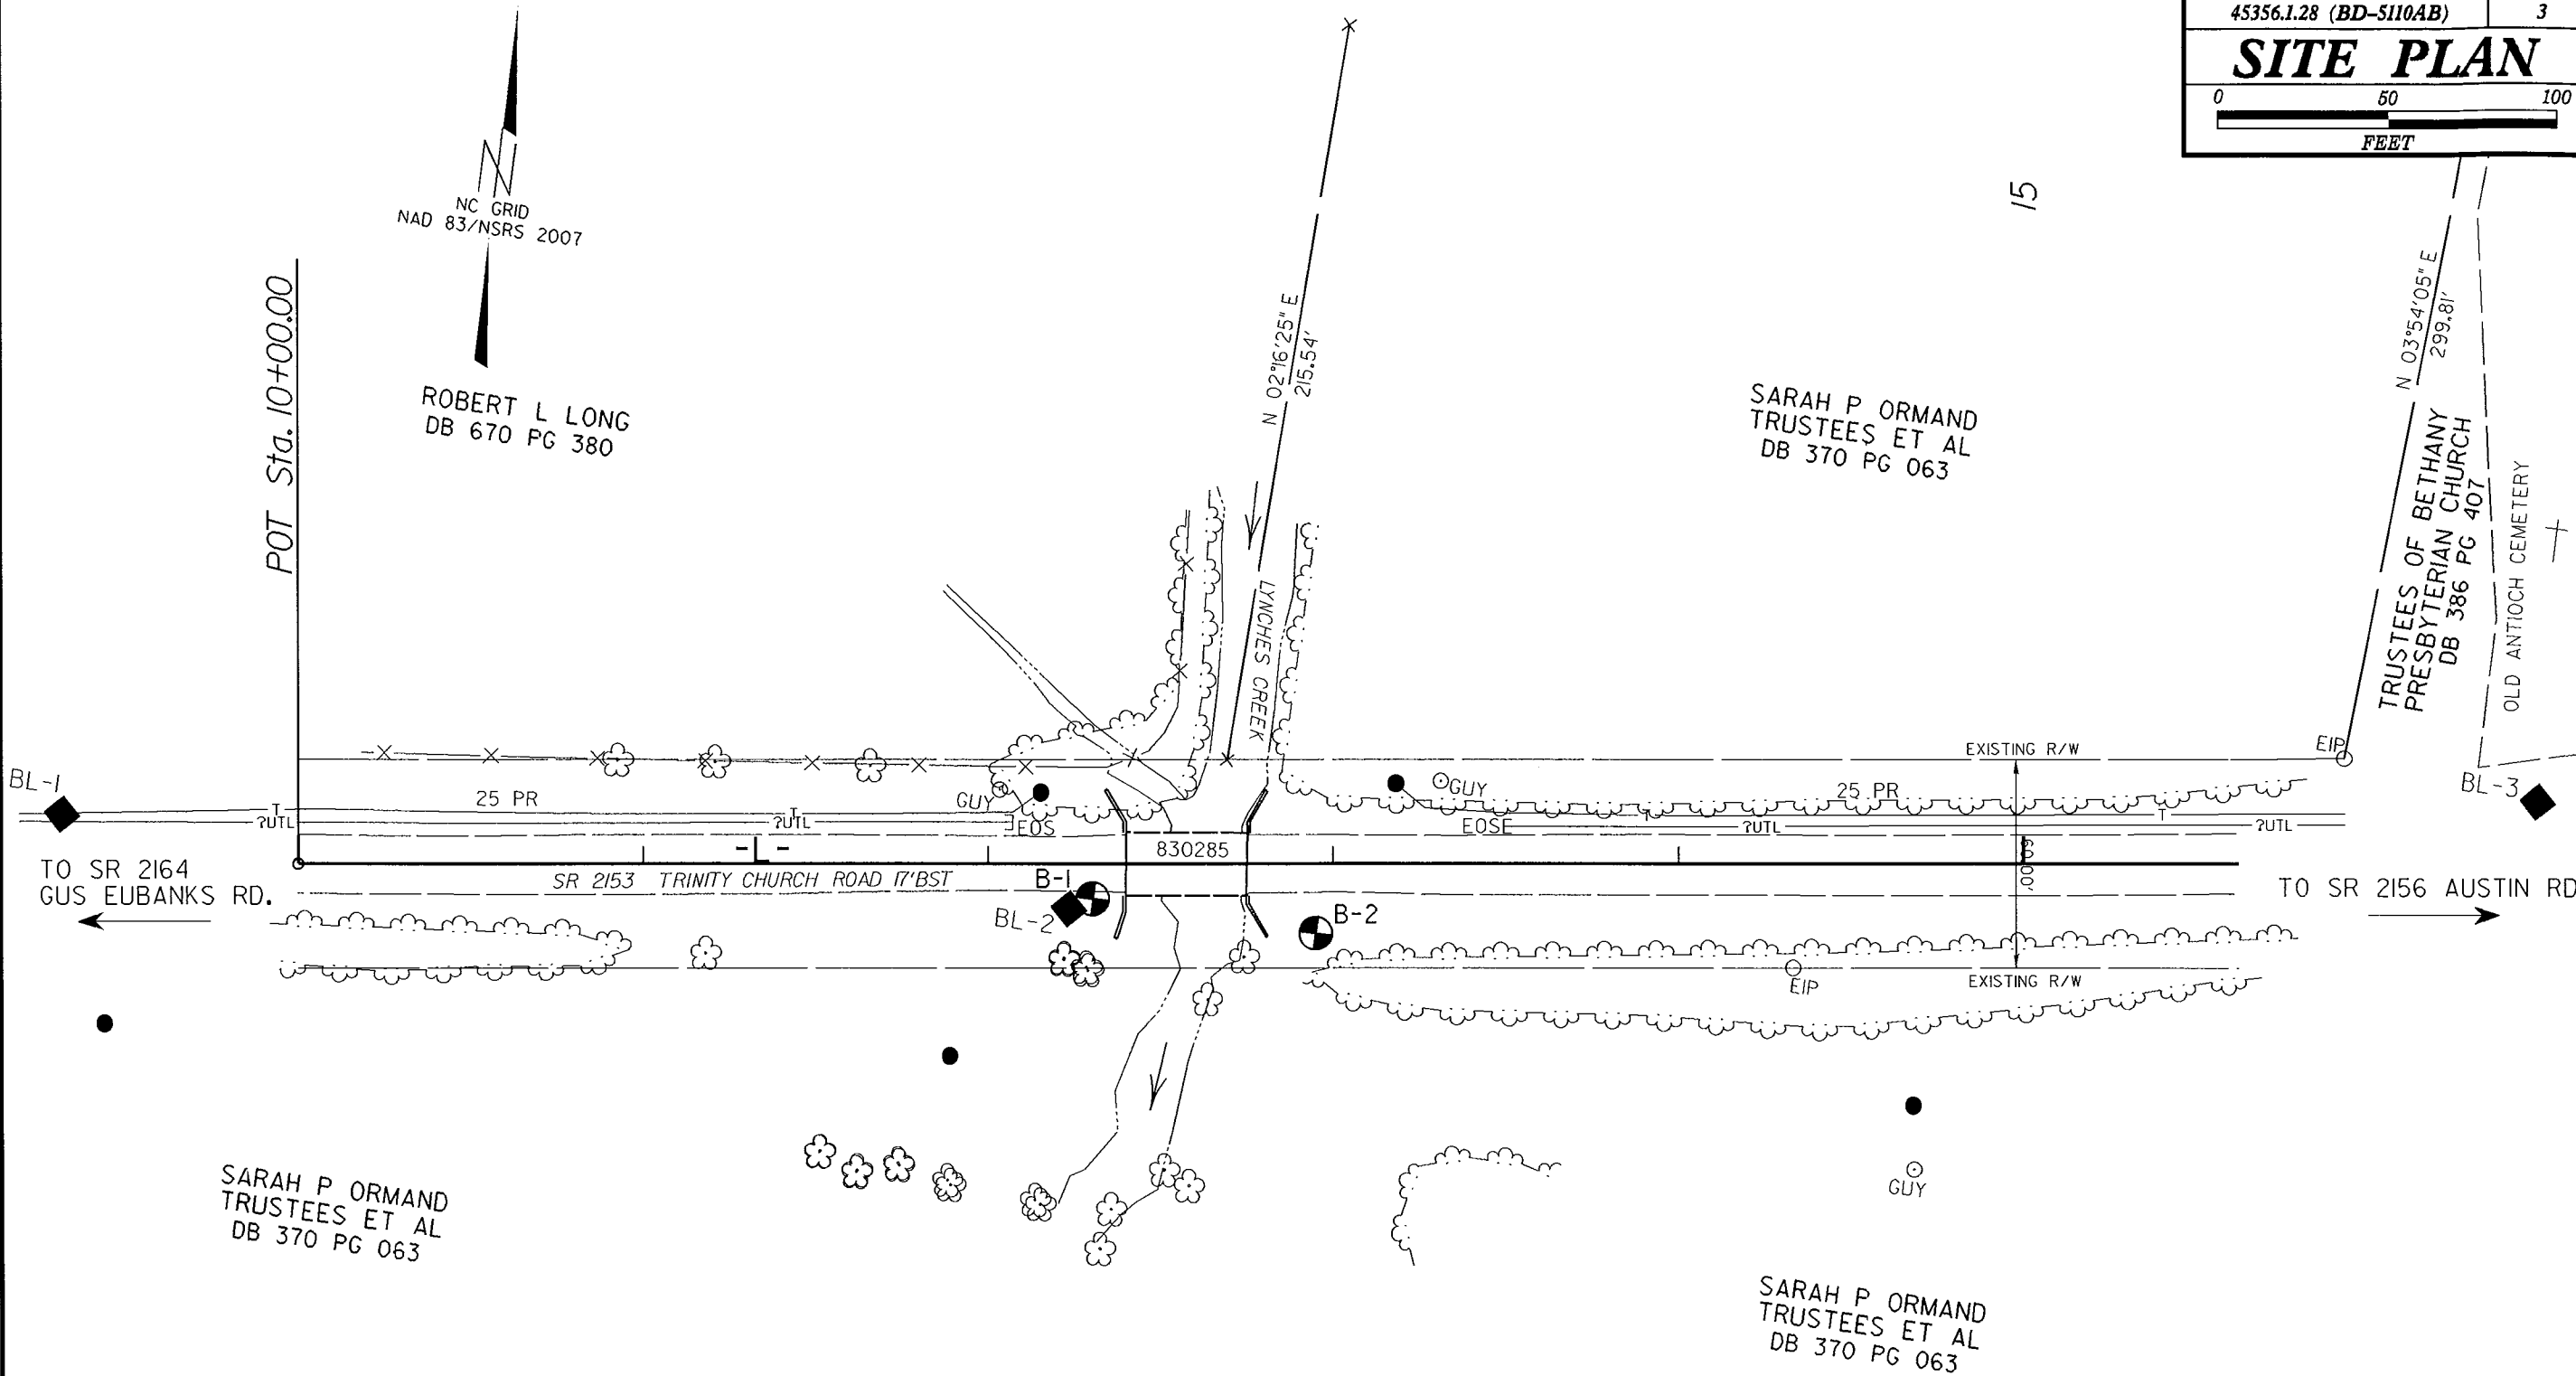 45356.1.28 (BD-5110AB) 3
SITE PLAN
0 50 100
FEET
N
NC GRID
NAD 83/NSRS 2007
15
POT Sta. 10+00.00
ROBERT L LONG
DB 670 PG 380
N 02°16'25" E
215.54'
SARAH P ORMAND
TRUSTEES ET AL
DB 370 PG 063
N 03°54'05" E
299.81'
TRUSTEES OF BETHANY
PRESBYTERIAN CHURCH
DB 386 PG 407
OLD ANTIOCH CEMETERY
LYNCHES CREEK
EXISTING R/W
EIP
BL-1
25 PR
GUY
GUY
25 PR
BL-3
T
T
T
T
?UTL
?UTL
EOS
EOSE
?UTL
?UTL
-L-
830285
60.00'
TO SR 2164
GUS EUBANKS RD.
SR 2153 TRINITY CHURCH ROAD 17'BST
B-1
BL-2
B-2
TO SR 2156 AUSTIN RD
EIP
EXISTING R/W
GUY
SARAH P ORMAND
TRUSTEES ET AL
DB 370 PG 063
SARAH P ORMAND
TRUSTEES ET AL
DB 370 PG 063